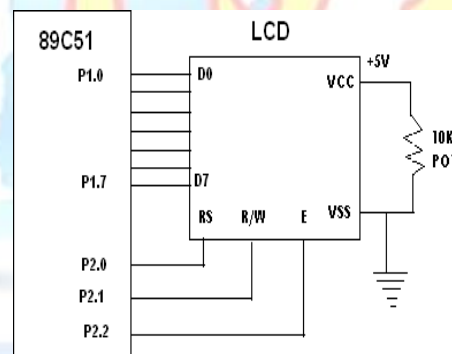 LCD
89C51
+5V
P1.0
D0
VCC
10K
P1.7
D7
RS
R/W
E
VSS
P2.0
P2.1
P2.2